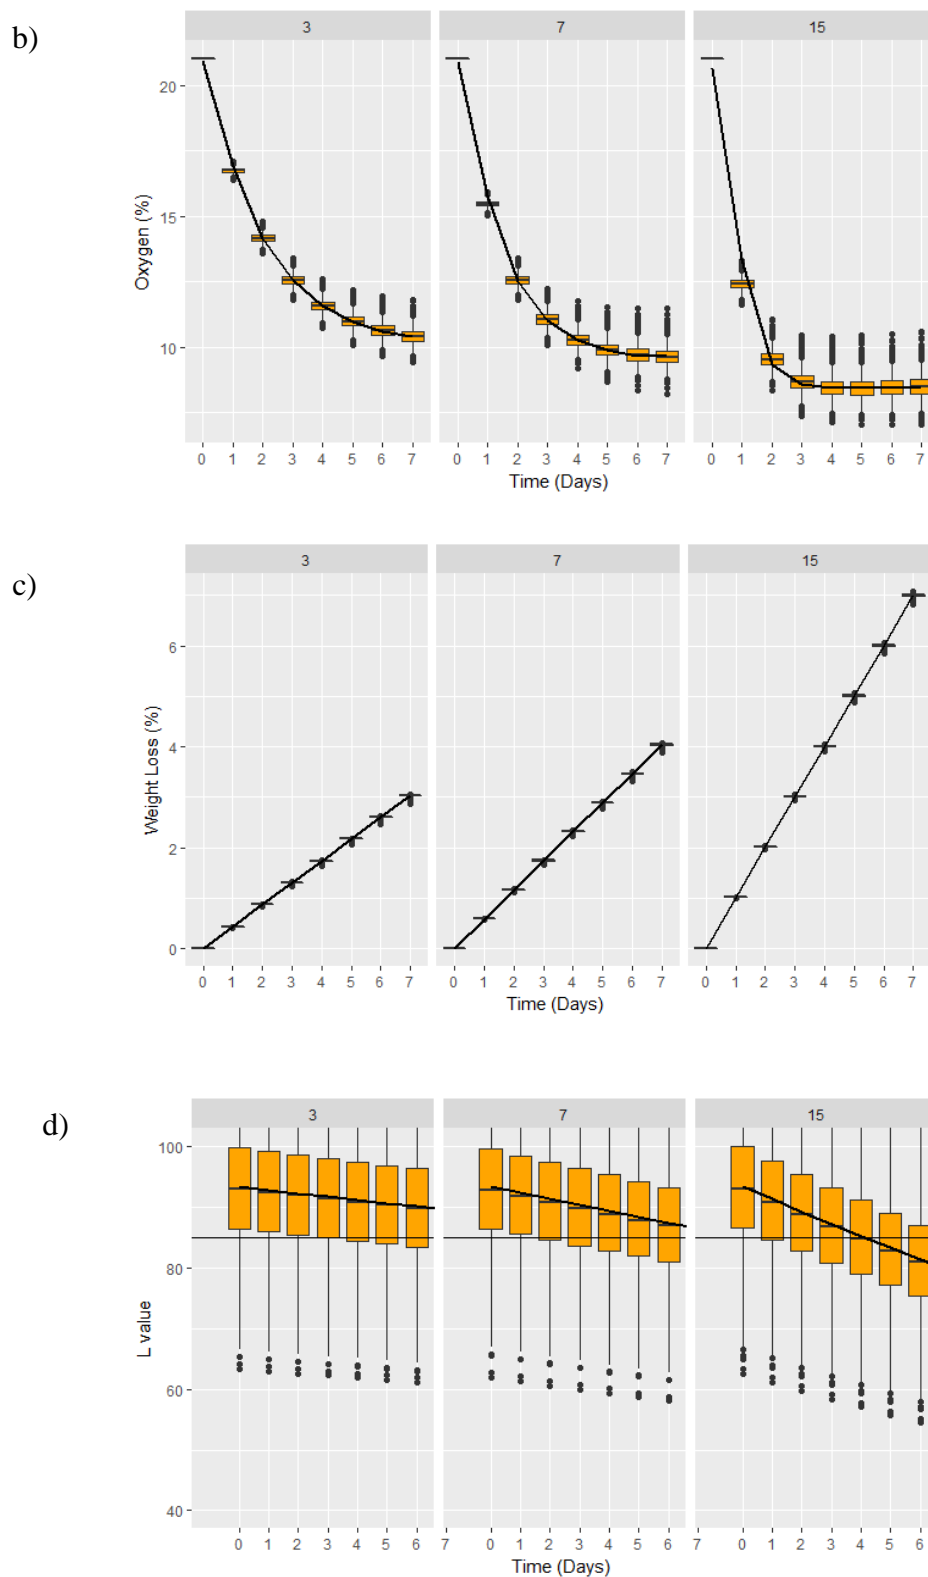 b)
3 7 15
20
15
10
Oxygen (%)
0 1 2 3 4 5 6 7 0 1 2 3 4 5 6 7 0 1 2 3 4 5 6 7
Time (Days)
c)
3 7 15
6
4
2
0
Weight Loss (%)
0 1 2 3 4 5 6 7 0 1 2 3 4 5 6 7 0 1 2 3 4 5 6 7
Time (Days)
d)
3 7 15
100
80
60
40
L value
0 1 2 3 4 5 6 7 0 1 2 3 4 5 6 7 0 1 2 3 4 5 6
Time (Days)